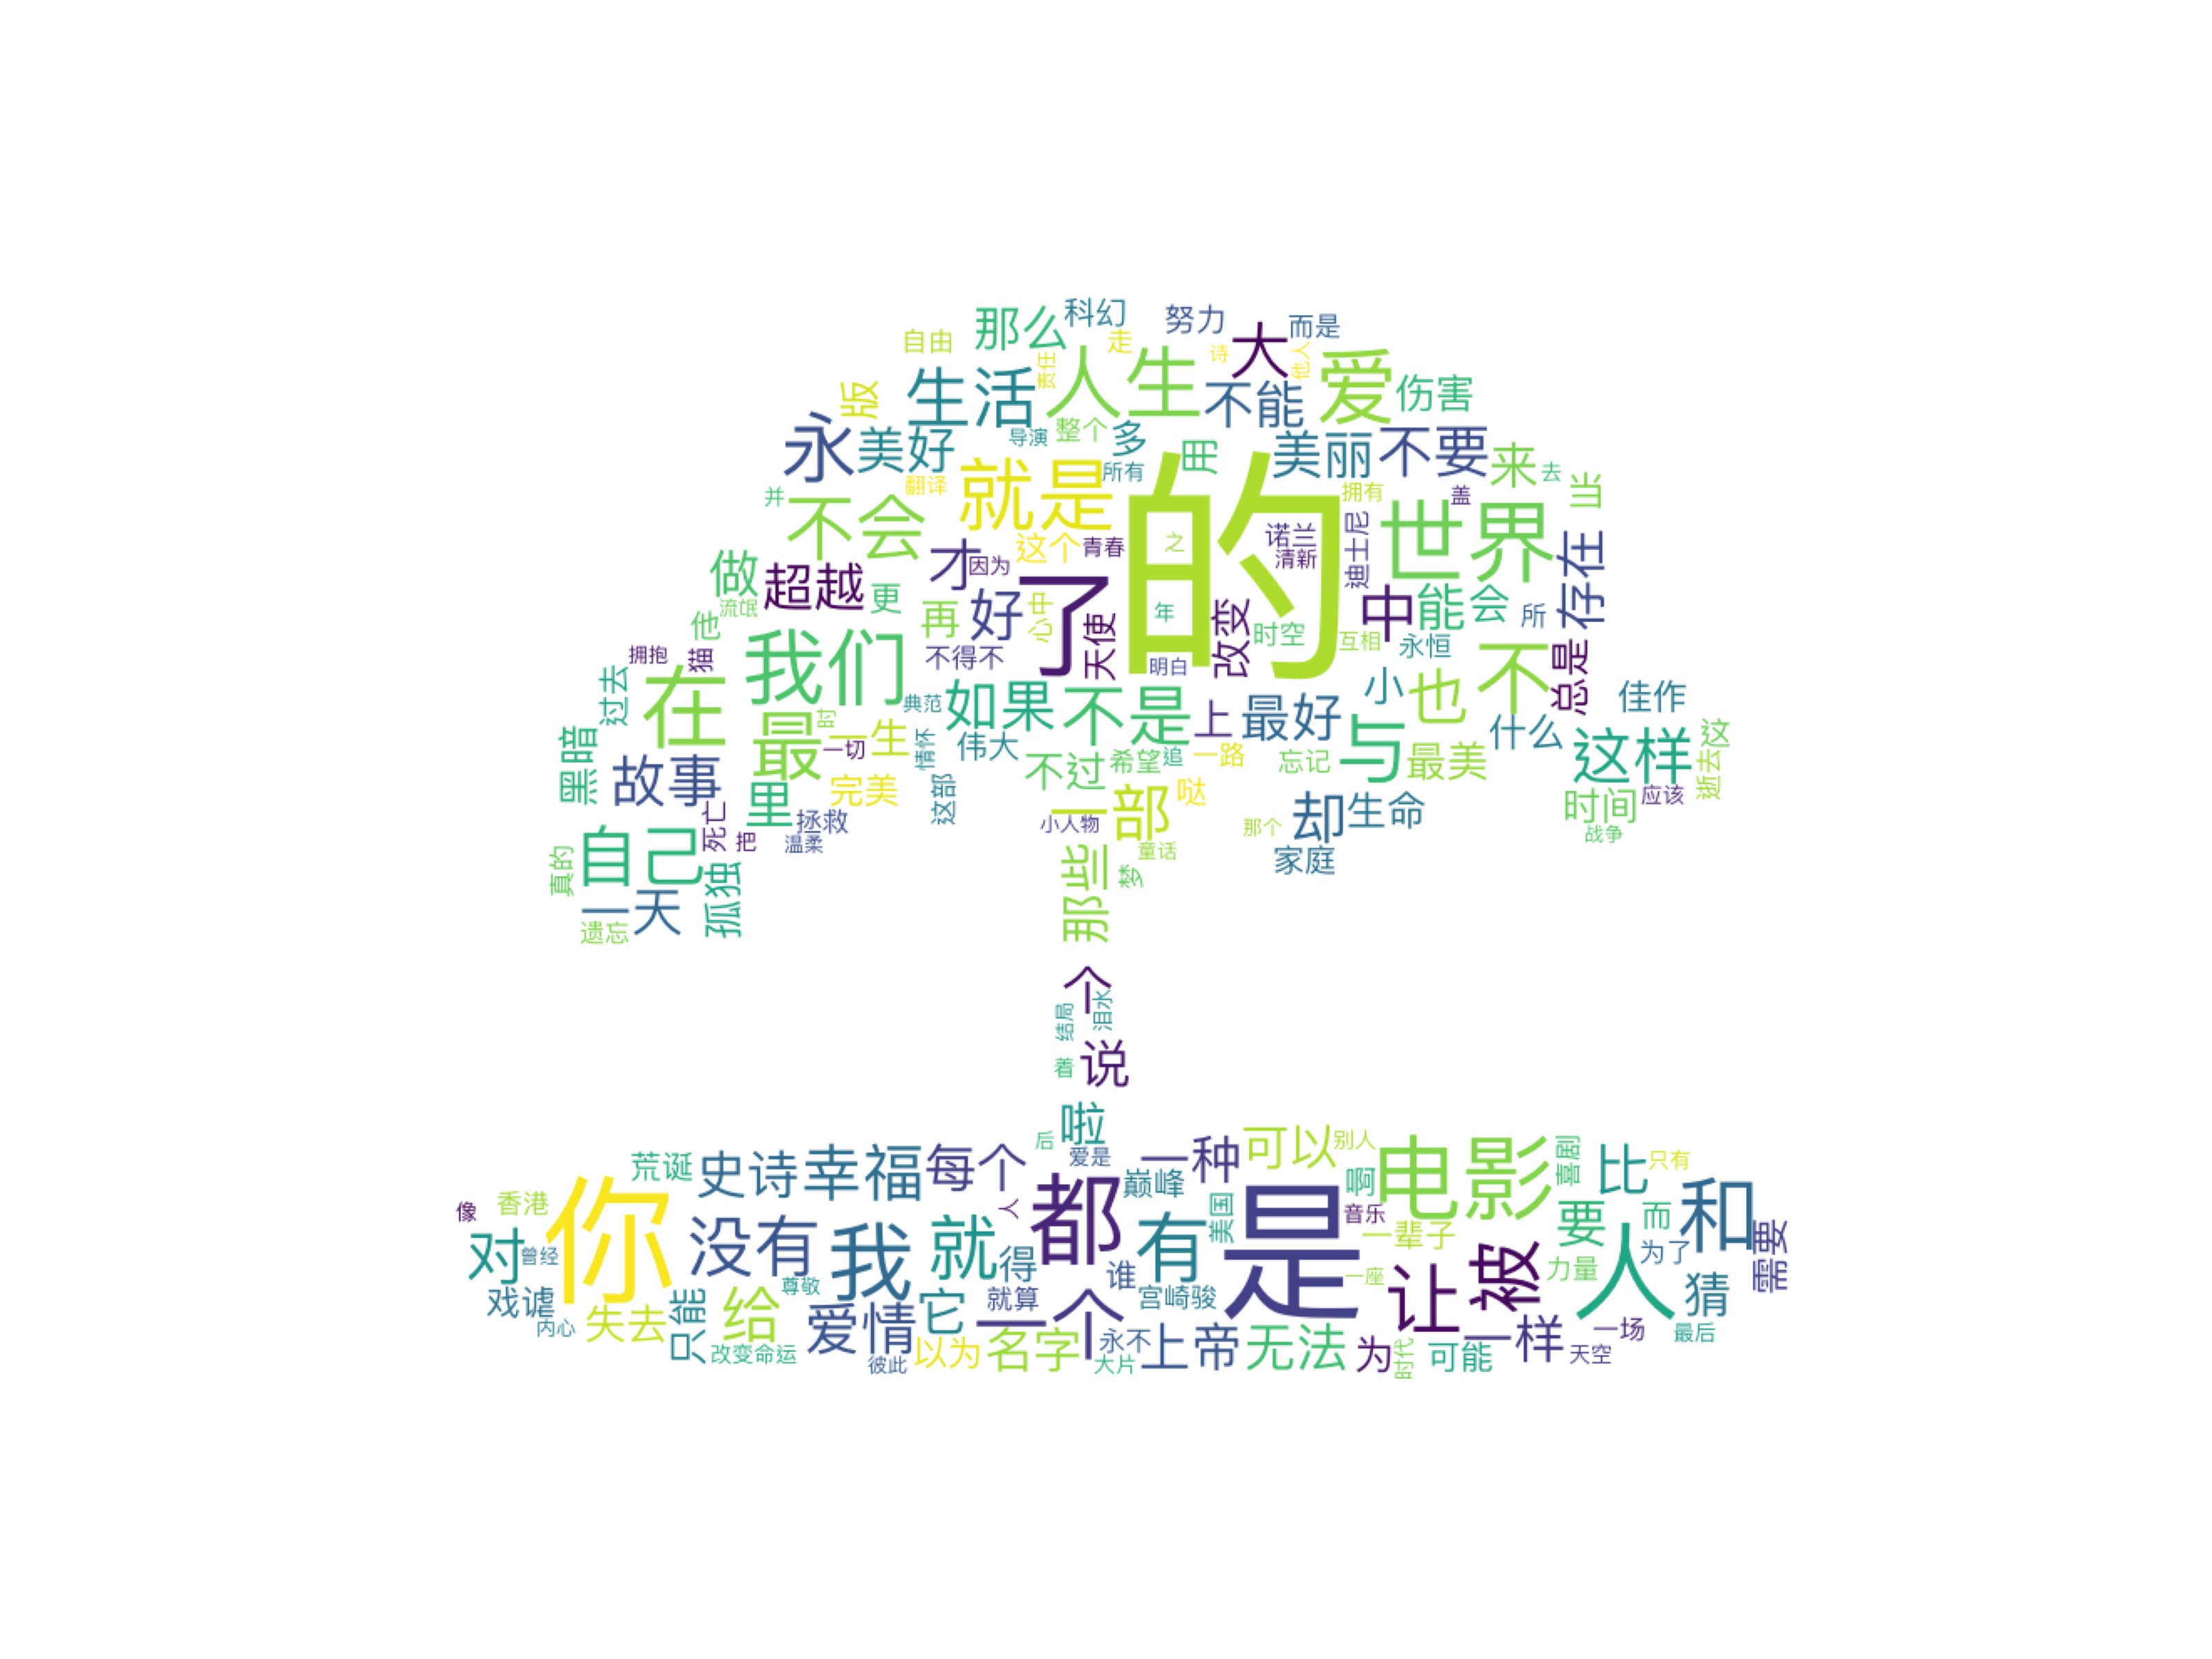 那么 科幻 努力 大 而是
自由 走 诗 他人
版 生活 责任 人生 不能 爱 伤害
永 美好 导演 整个 多 用 美丽 不要 来 去
翻译 就是 所有 的 拥有 盖 当
并 不会 这个 青春 之 诺兰 清新 迪士尼 世界 存在
做 超越 更 才 因为 了
流氓 他 再 好 心中 天使 年 改变 时空 互相 中 能 会 所
拥抱 猫 我们 不得不 明白 永恒 不 总是
过去 在 典范 如果 不是 上 最好 小 也 佳作
最 一切 一生 情怀 伟大 与 什么 这
黑暗 故事 不过 希望 追 一路 忘记 最美 这样 逝去
里 完美 这部 一部 哒 却 生命 时间 应该
死亡 把 拯救 温柔 小人物 那个 战争
真的 自己 孤独 那些 童话 梦 家庭
一天
遗忘
个
结局 泪水
着 说
后 啦
荒诞 史诗 幸福 每个 爱是 一种 可以 别人 电影 喜剧 比 只有
像 香港 你 人 都 巅峰 美国 是 啊 音乐 和
对 曾经 没有 我 就 得 有 一辈子 要 而 需要
戏谑 尊敬 谁 宫崎骏 一座 让 被 力量 人 为了 猜
内心 失去 只能 给 爱情 它 就算 一个 一场
改变命运 彼此 以为 名字 永不 大片 上帝 无法 为 时代 可能 一样 天空 最后